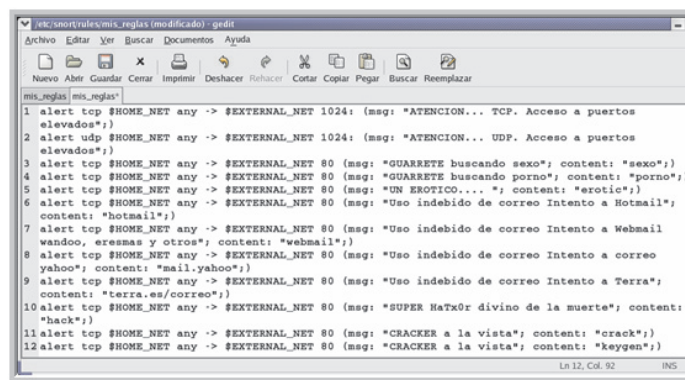 /etc/snort/rules/mis_reglas (modificado) - gedit
Archivo Editar Ver Buscar Documentos Ayuda
Nuevo Abrir Guardar Cerrar Imprimir Deshacer Rehacer Cortar Copiar Pegar Buscar Reemplazar
mis_reglas mis_reglas*
1 alert tcp $HOME_NET any -> $EXTERNAL_NET 1024: (msg: "ATENCION... TCP. Acceso a puertos
elevados";)
2 alert udp $HOME_NET any -> $EXTERNAL_NET 1024: (msg: "ATENCION... UDP. Acceso a puertos
elevados";)
3 alert tcp $HOME_NET any -> $EXTERNAL_NET 80 (msg: "GUARRETE buscando sexo"; content: "sexo";)
4 alert tcp $HOME_NET any -> $EXTERNAL_NET 80 (msg: "GUARRETE buscando porno"; content: "porno";)
5 alert tcp $HOME_NET any -> $EXTERNAL_NET 80 (msg: "UN EROTICO.... "; content: "erotic";)
6 alert tcp $HOME_NET any -> $EXTERNAL_NET 80 (msg: "Uso indebido de correo Intento a Hotmail";
content: "hotmail";)
7 alert tcp $HOME_NET any -> $EXTERNAL_NET 80 (msg: "Uso indebido de correo Intento a Webmail
wandoo, eresmas y otros"; content: "webmail";)
8 alert tcp $HOME_NET any -> $EXTERNAL_NET 80 (msg: "Uso indebido de correo Intento a correo
yahoo"; content: "mail.yahoo";)
9 alert tcp $HOME_NET any -> $EXTERNAL_NET 80 (msg: "Uso indebido de correo Intento a Terra";
content: "terra.es/correo";)
10 alert tcp $HOME_NET any -> $EXTERNAL_NET 80 (msg: "SUPER HaTx0r divino de la muerte"; content:
"hack";)
11 alert tcp $HOME_NET any -> $EXTERNAL_NET 80 (msg: "CRACKER a la vista"; content: "crack";)
12 alert tcp $HOME_NET any -> $EXTERNAL_NET 80 (msg: "CRACKER a la vista"; content: "keygen";)
Ln 12, Col. 92 INS